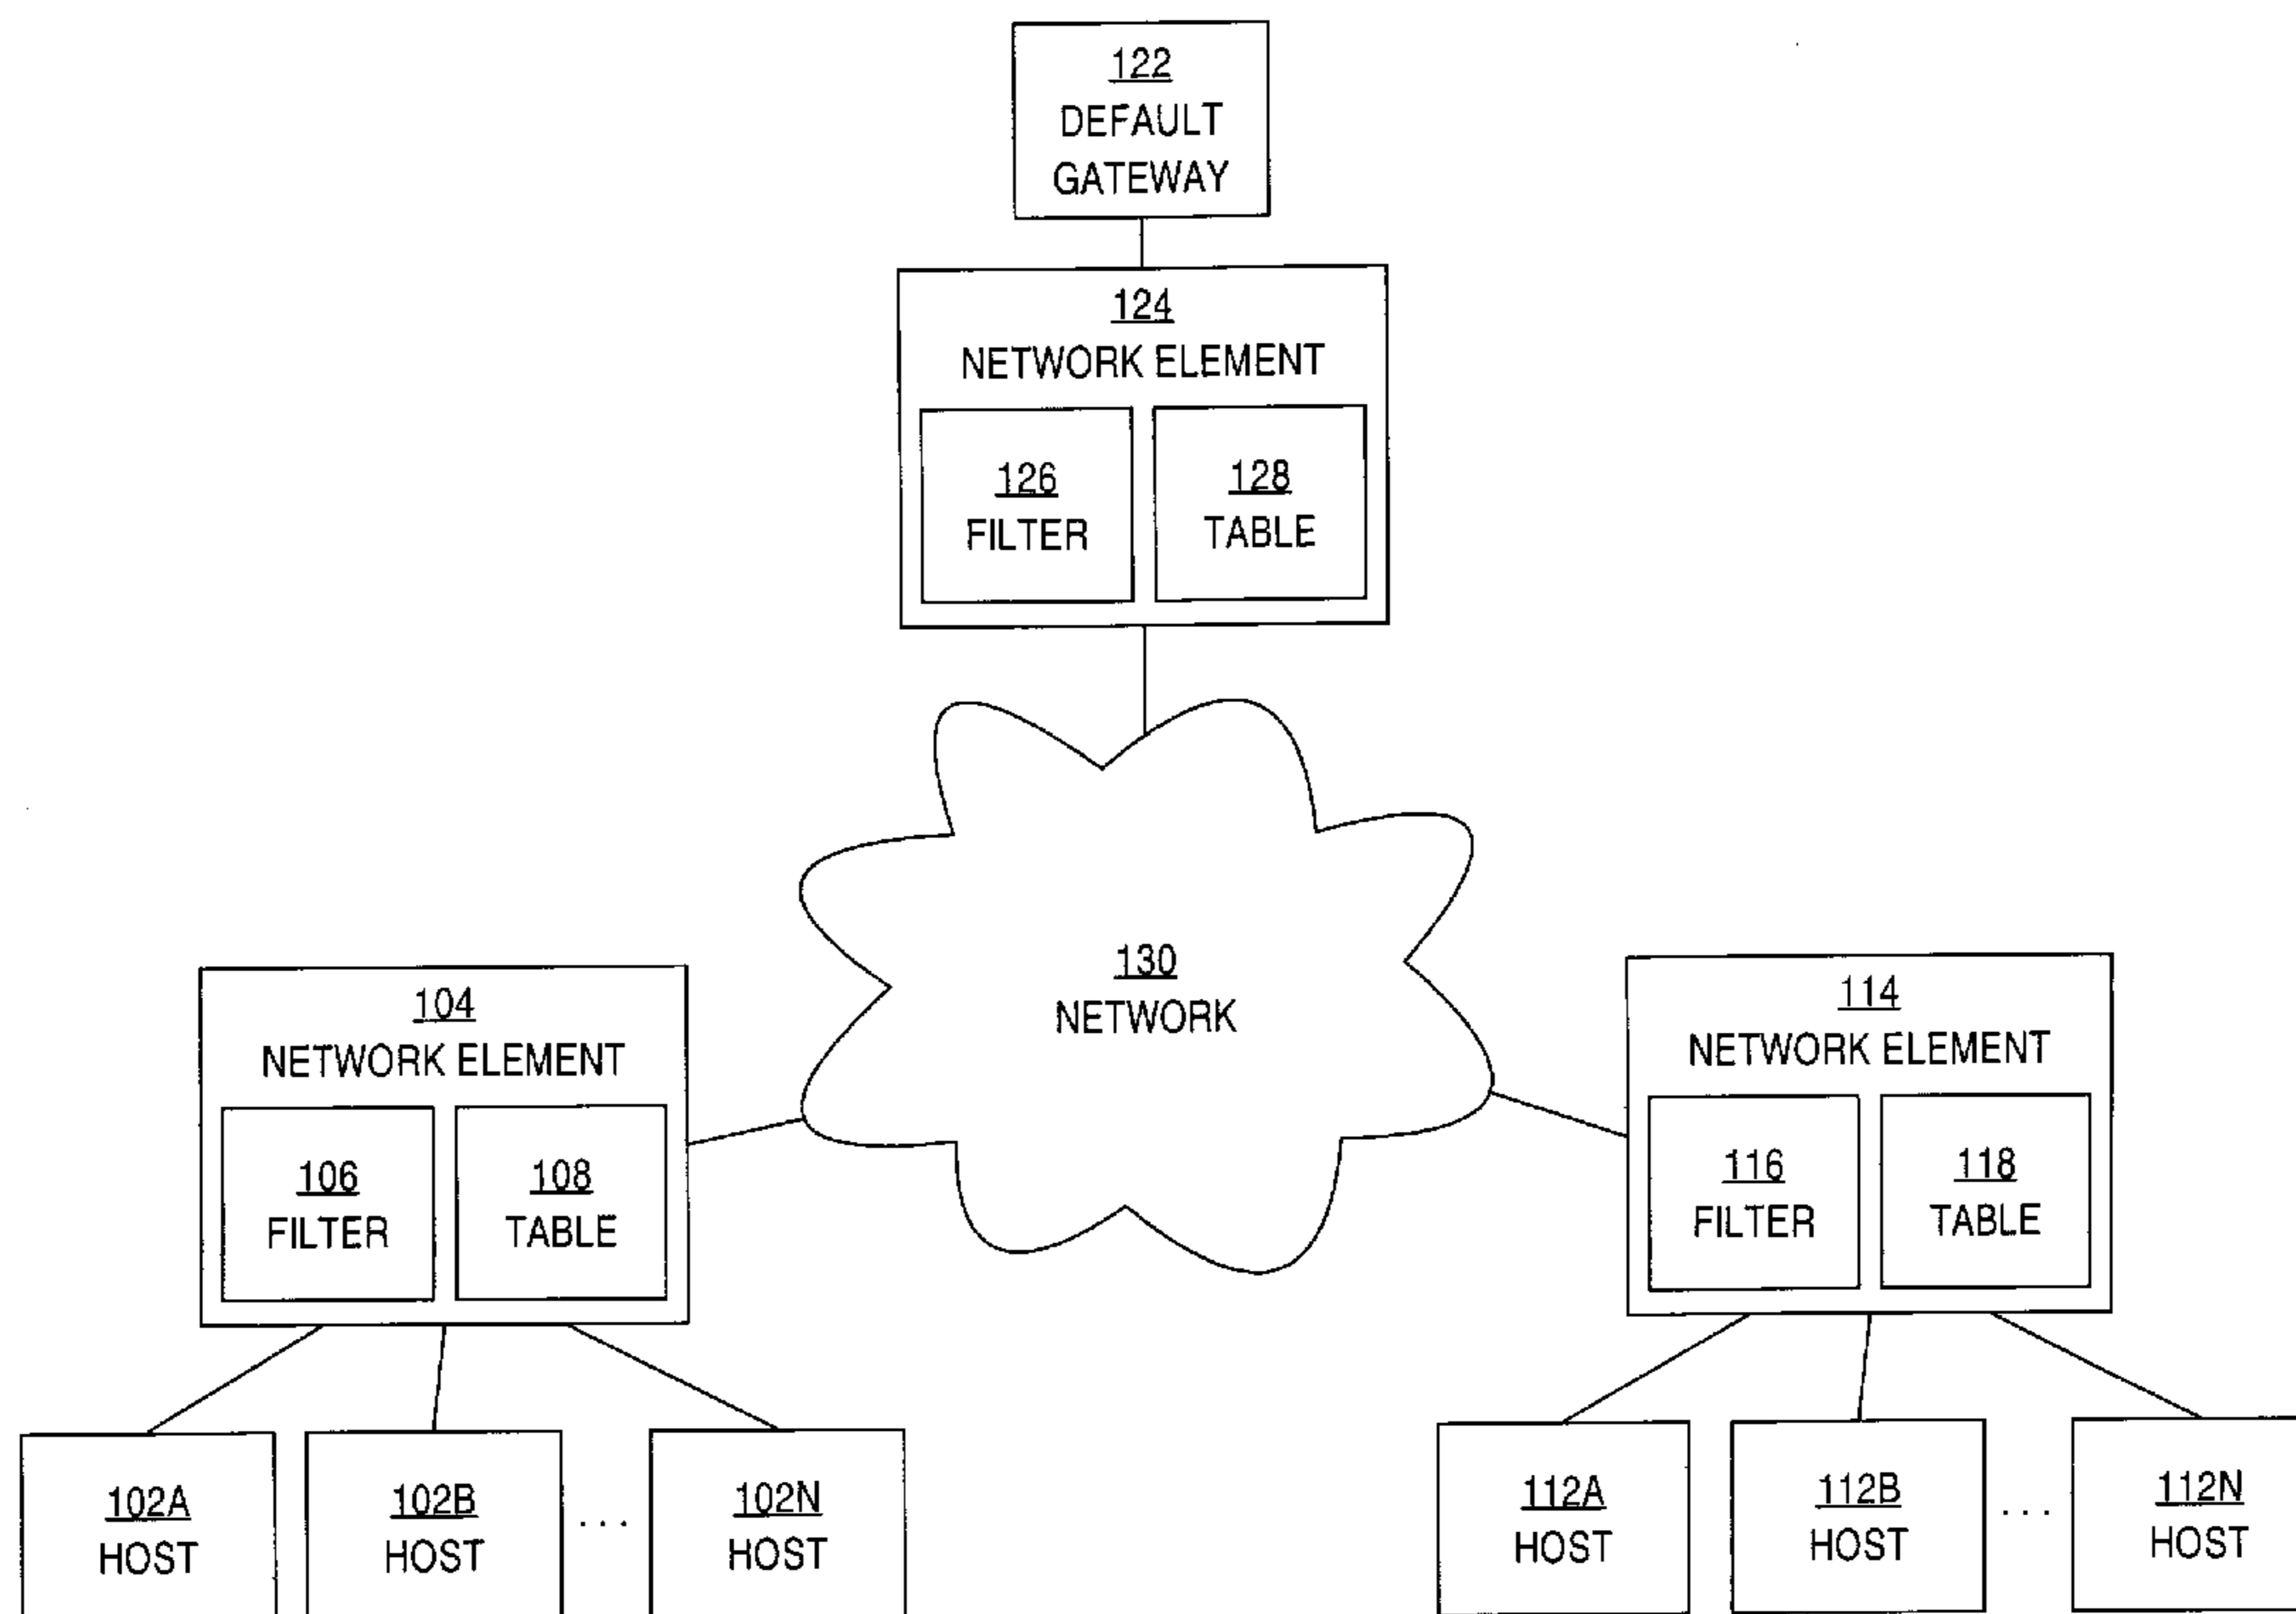 122
DEFAULT
GATEWAY
124
NETWORK ELEMENT
126
FILTER
128
TABLE
130
NETWORK
104
NETWORK ELEMENT
106
FILTER
108
TABLE
114
NETWORK ELEMENT
116
FILTER
118
TABLE
102A
HOST
102B
HOST
...
102N
HOST
112A
HOST
112B
HOST
...
112N
HOST